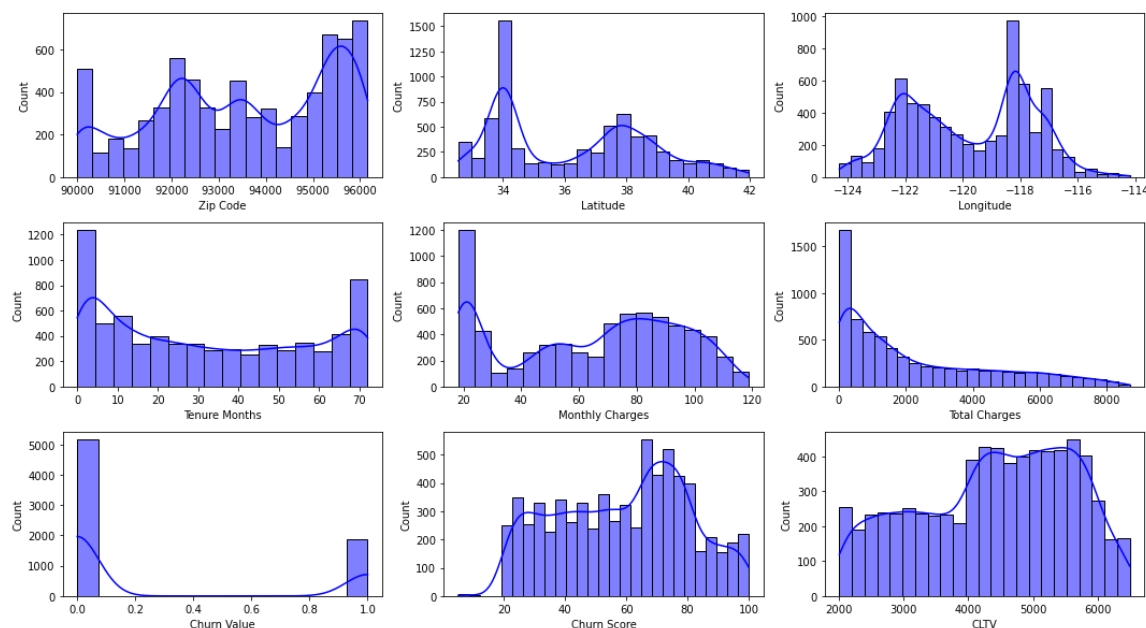 Count
600
400
200
0
90000 91000 92000 93000 94000 95000 96000
Zip Code
Count
1500
1250
1000
750
500
250
0
34 36 38 40 42
Latitude
Count
1000
800
600
400
200
0
−124 −122 −120 −118 −116 −114
Longitude
Count
1200
1000
800
600
400
200
0
0 10 20 30 40 50 60 70
Tenure Months
Count
1200
1000
800
600
400
200
0
20 40 60 80 100 120
Monthly Charges
Count
1500
1000
500
0
0 2000 4000 6000 8000
Total Charges
Count
5000
4000
3000
2000
1000
0
0.0 0.2 0.4 0.6 0.8 1.0
Churn Value
Count
500
400
300
200
100
0
20 40 60 80 100
Churn Score
Count
400
300
200
100
0
2000 3000 4000 5000 6000
CLTV